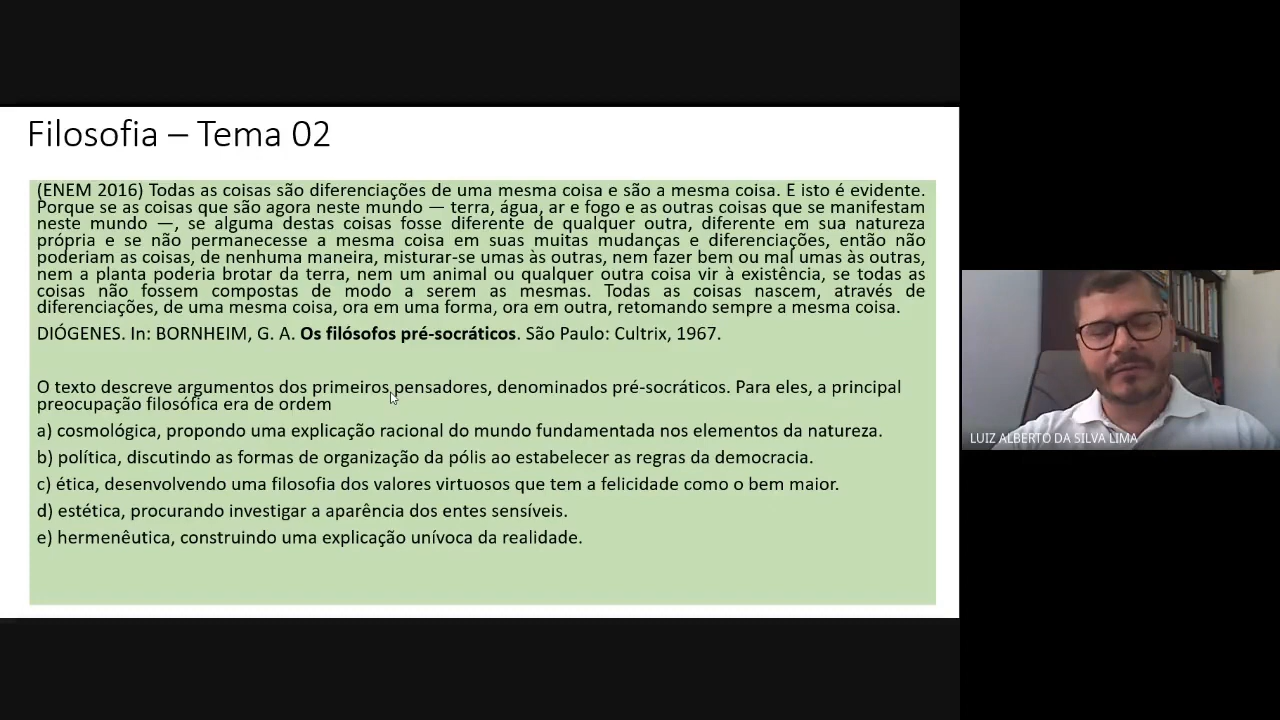 Filosofia – Tema 02
(ENEM 2016) Todas as coisas são diferenciações de uma mesma coisa e são a mesma coisa. E isto é evidente.
Porque se as coisas que são agora neste mundo — terra, água, ar e fogo e as outras coisas que se manifestam
neste mundo —, se alguma destas coisas fosse diferente de qualquer outra, diferente em sua natureza
própria e se não permanecesse a mesma coisa em suas muitas mudanças e diferenciações, então não
poderiam as coisas, de nenhuma maneira, misturar-se umas às outras, nem fazer bem ou mal umas às outras,
nem a planta poderia brotar da terra, nem um animal ou qualquer outra coisa vir à existência, se todas as
coisas não fossem compostas de modo a serem as mesmas. Todas as coisas nascem, através de
diferenciações, de uma mesma coisa, ora em uma forma, ora em outra, retomando sempre a mesma coisa.
DIÓGENES. In: BORNHEIM, G. A. Os filósofos pré-socráticos. São Paulo: Cultrix, 1967.
O texto descreve argumentos dos primeiros pensadores, denominados pré-socráticos. Para eles, a principal
preocupação filosófica era de ordem
a) cosmológica, propondo uma explicação racional do mundo fundamentada nos elementos da natureza.
b) política, discutindo as formas de organização da pólis ao estabelecer as regras da democracia.
c) ética, desenvolvendo uma filosofia dos valores virtuosos que tem a felicidade como o bem maior.
d) estética, procurando investigar a aparência dos entes sensíveis.
e) hermenêutica, construindo uma explicação unívoca da realidade.
LUIZ ALBERTO DA SILVA LIMA